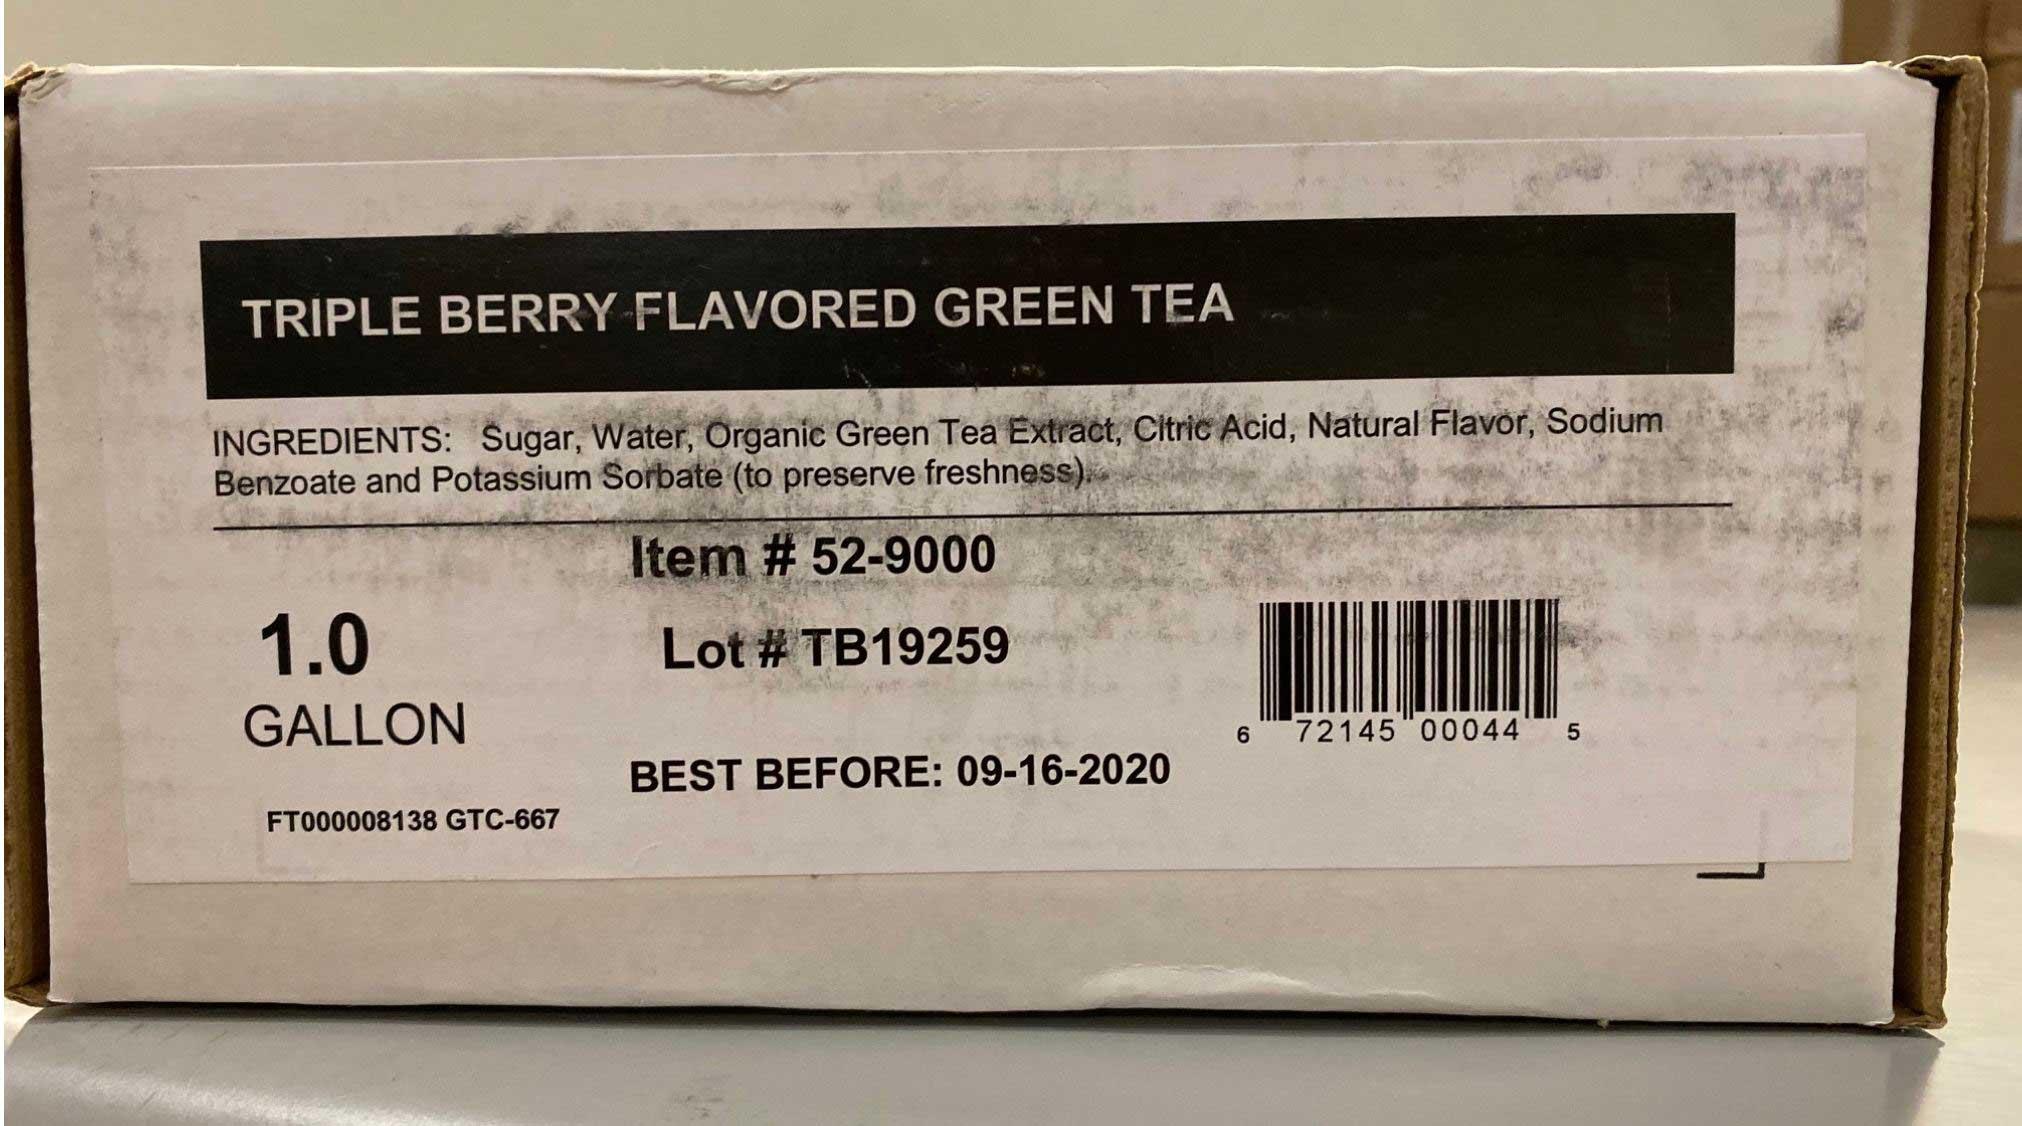 TRIPLE BERRY FLAVORED GREEN TEA
INGREDIENTS: Sugar, Water, Organic Green Tea Extract, Citric Acid, Natural Flavor, Sodium
Benzoate and Potassium Sorbate (to preserve freshness).
Item # 52-9000
1.0
GALLON
Lot # TB19259
BEST BEFORE: 09-16-2020
6 72145 00044 5
FT000008138 GTC-667